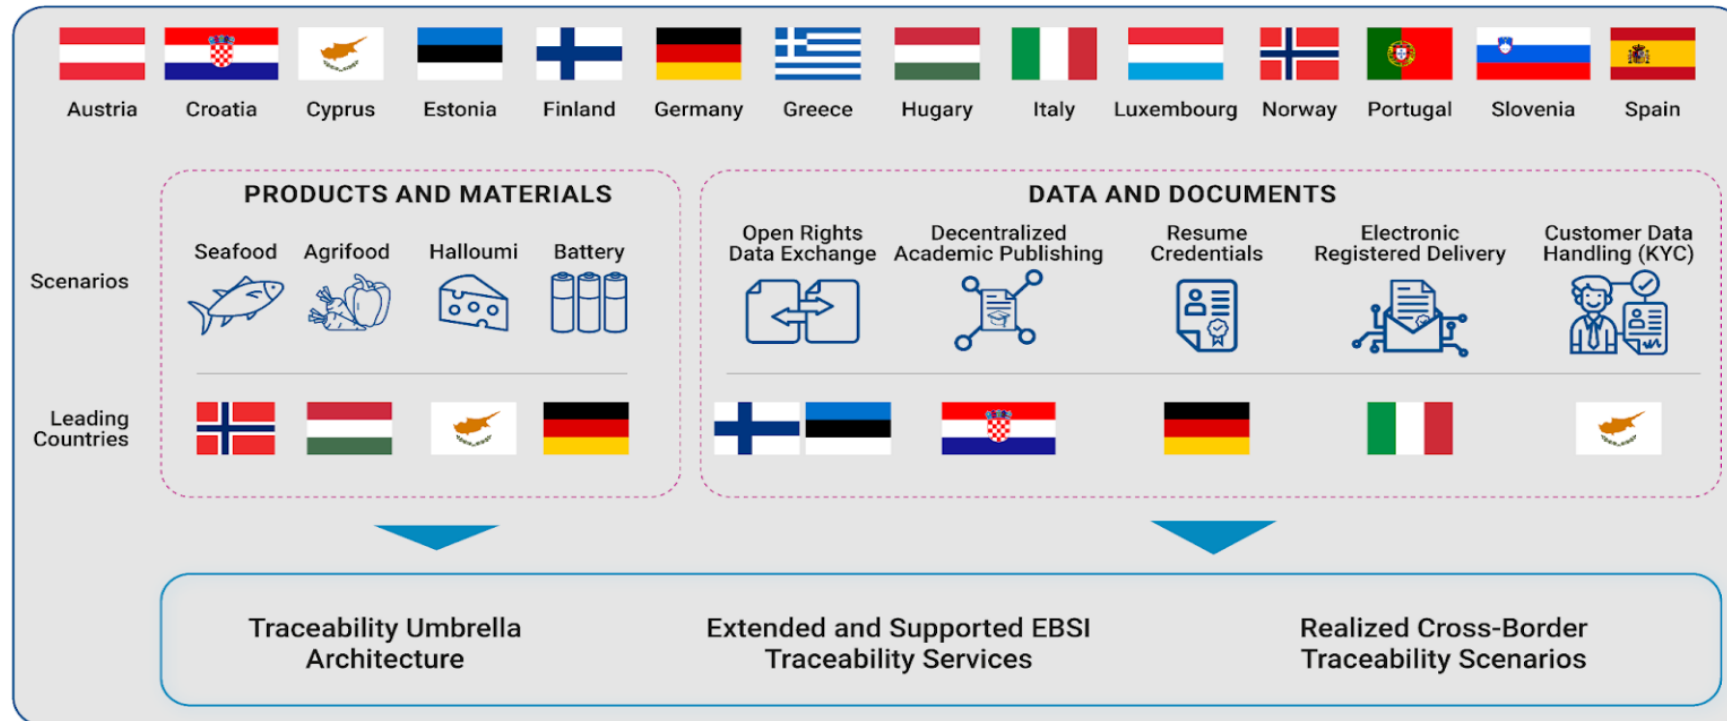 Austria
Croatia
Cyprus
Estonia
Finland
Germany
Greece
Hugary
Italy
Luxembourg
Norway
Portugal
Slovenia
Spain
PRODUCTS AND MATERIALS
DATA AND DOCUMENTS
Scenarios
Seafood
Agrifood
Halloumi
Battery
Open Rights
Data Exchange
Decentralized
Academic Publishing
Resume
Credentials
Electronic
Registered Delivery
Customer Data
Handling (KYC)
Leading
Countries
Traceability Umbrella
Architecture
Extended and Supported EBSI
Traceability Services
Realized Cross-Border
Traceability Scenarios